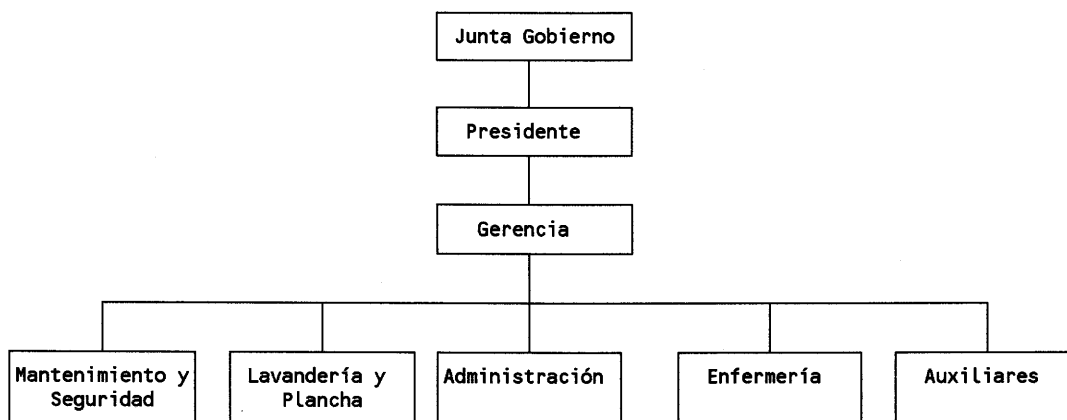 Junta Gobierno
Presidente
Gerencia
Mantenimiento y
Seguridad
Lavandería y
Plancha
Administración
Enfermería
Auxiliares